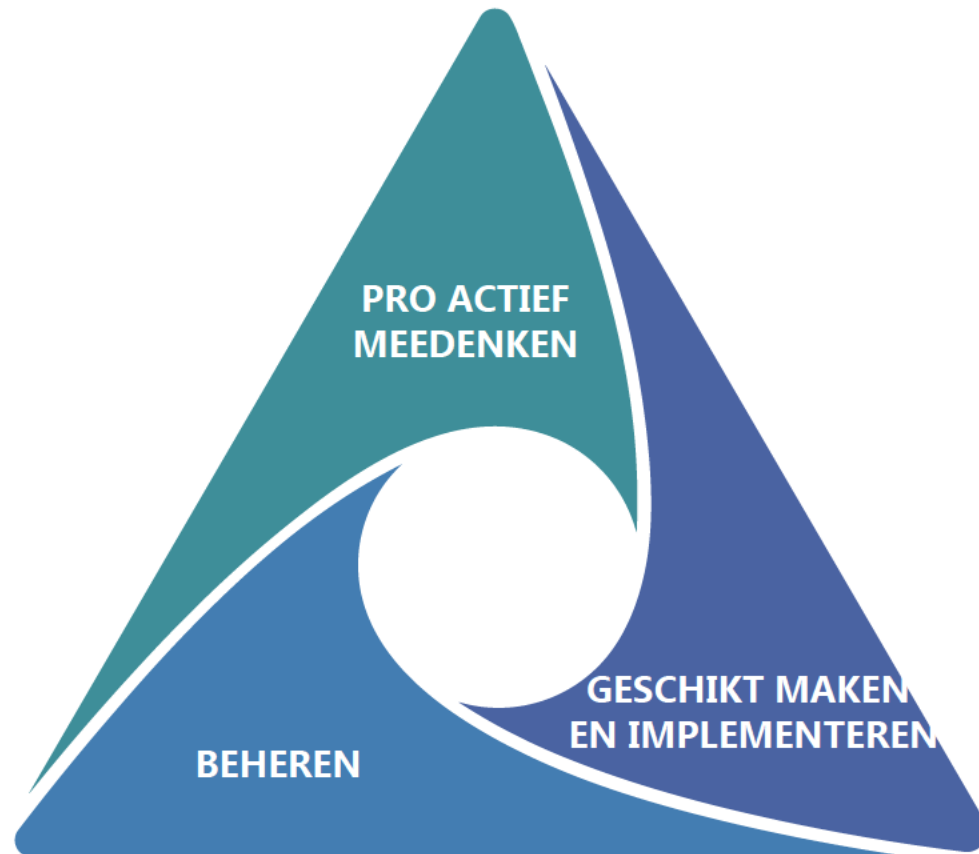 PRO ACTIEF
MEEDENKEN
GESCHIKT MAKEN
EN IMPLEMENTEREN
BEHEREN